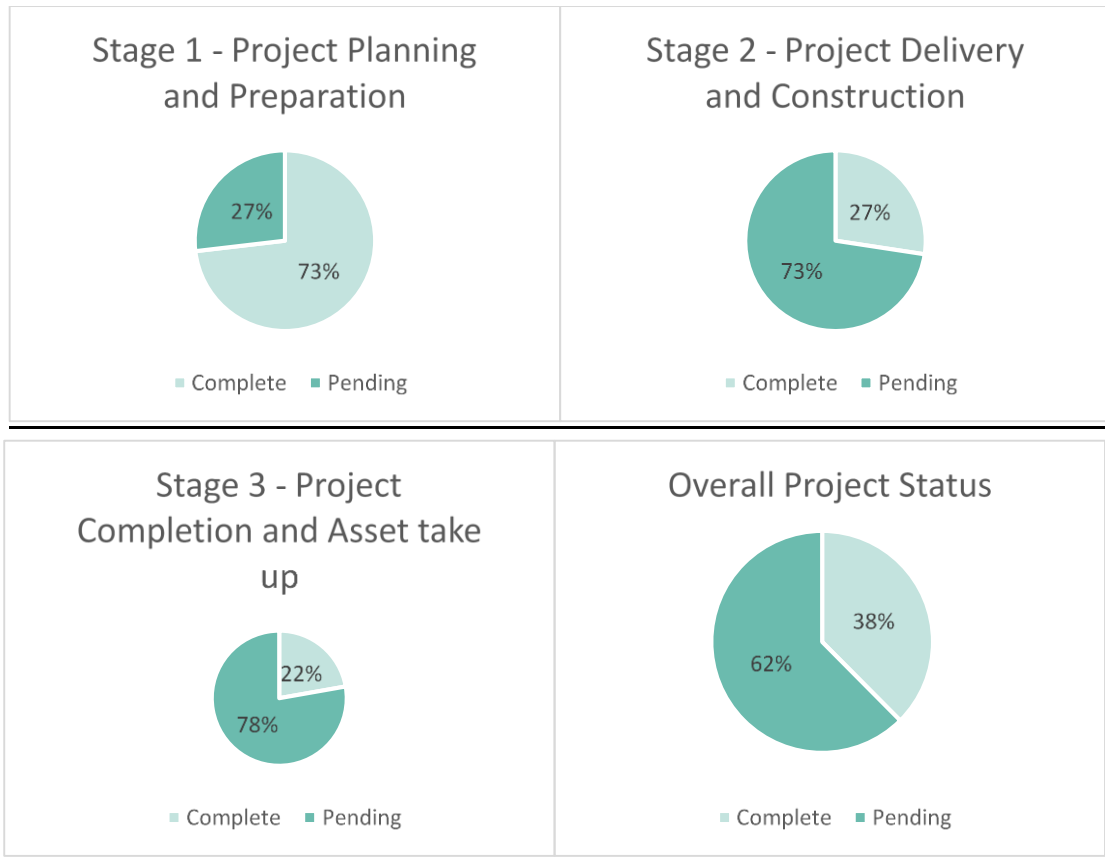 Stage 1 - Project Planning
and Preparation
27%
73%
Complete Pending
Stage 2 - Project Delivery
and Construction
27%
73%
Complete Pending
Stage 3 - Project
Completion and Asset take
up
22%
78%
Complete Pending
Overall Project Status
38%
62%
Complete Pending